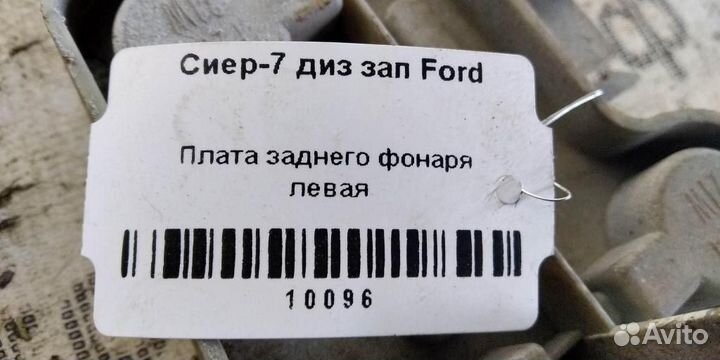 Сиер-7 диз зап Ford
Плата заднего фонаря
левая
10096
Avito